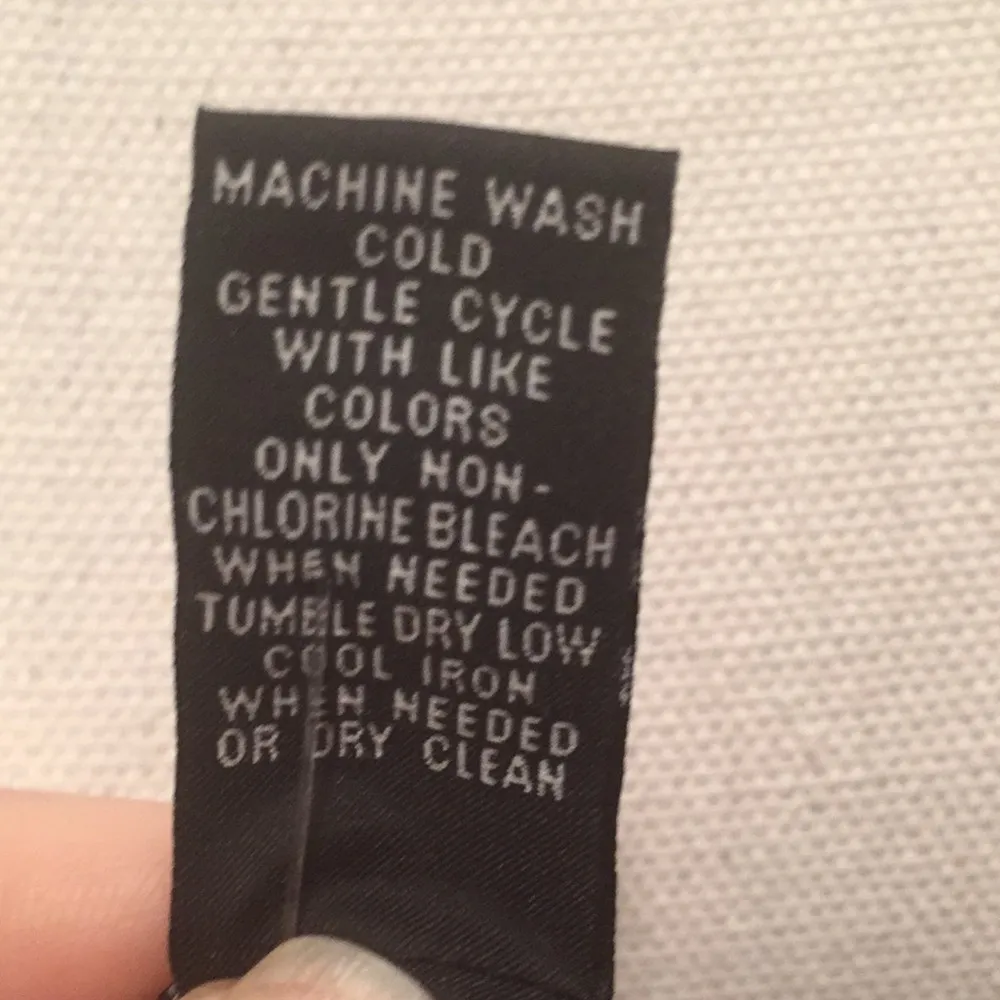 MACHINE WASH
COLD
GENTLE CYCLE
WITH LIKE
COLORS
ONLY NON-
CHLORINE BLEACH
WHEN NEEDED
TUMBLE DRY LOW
COOL IRON
WHEN NEEDED
OR DRY CLEAN